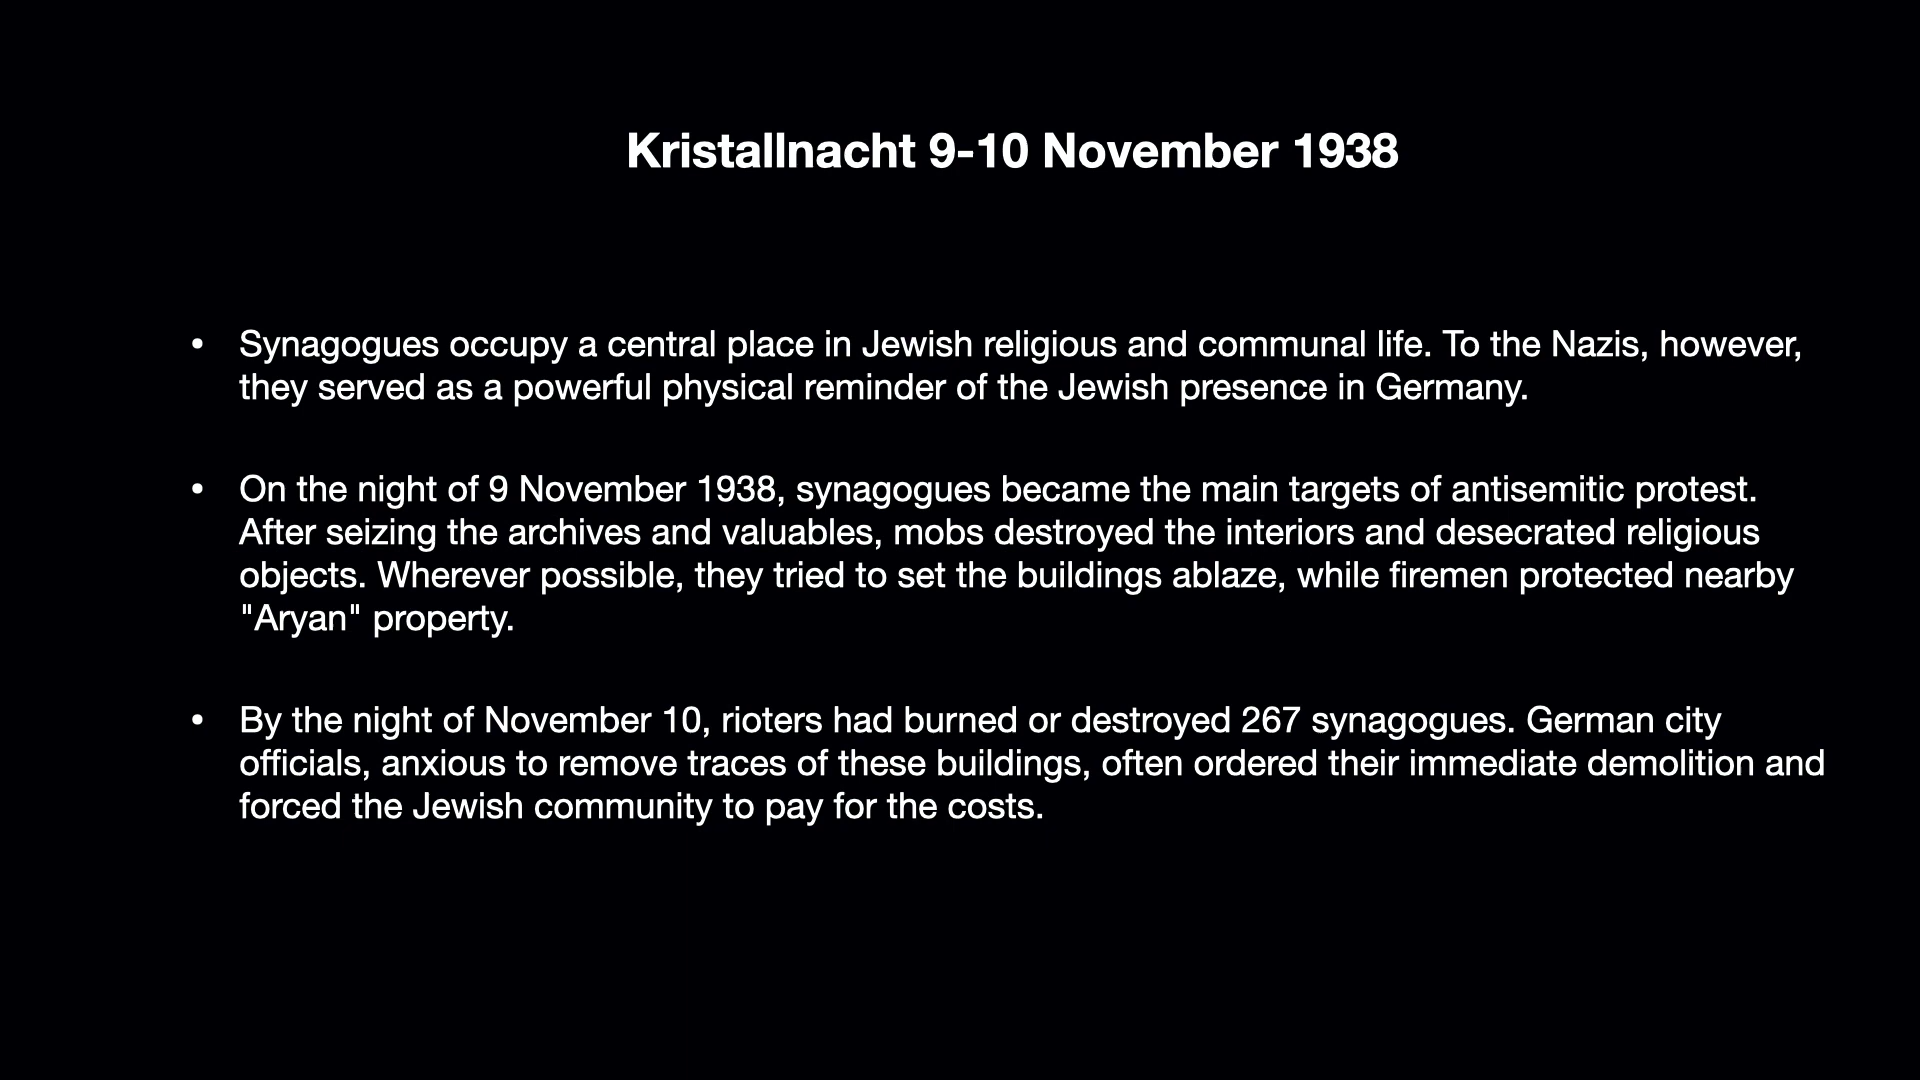 Kristallnacht 9-10 November 1938
• Synagogues occupy a central place in Jewish religious and communal life. To the Nazis, however,
they served as a powerful physical reminder of the Jewish presence in Germany.
• On the night of 9 November 1938, synagogues became the main targets of antisemitic protest.
After seizing the archives and valuables, mobs destroyed the interiors and desecrated religious
objects. Wherever possible, they tried to set the buildings ablaze, while firemen protected nearby
"Aryan" property.
• By the night of November 10, rioters had burned or destroyed 267 synagogues. German city
officials, anxious to remove traces of these buildings, often ordered their immediate demolition and
forced the Jewish community to pay for the costs.